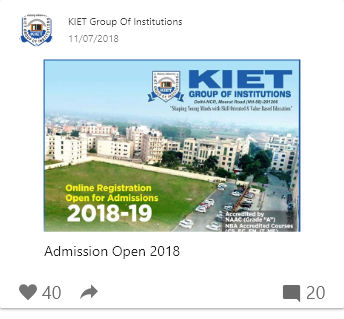 KIET Group Of Institutions
11/07/2018
KIET
GROUP OF INSTITUTIONS
Delhi-NCR, Meerut Road (NH-58)-201206
"Shaping Young Minds with Skill-Oriented & Value Based Education"
Online Registration
Open for Admissions
2018-19
Accredited by
NAAC (Grade "A")
NBA Accredited Courses
Admission Open 2018
40
20